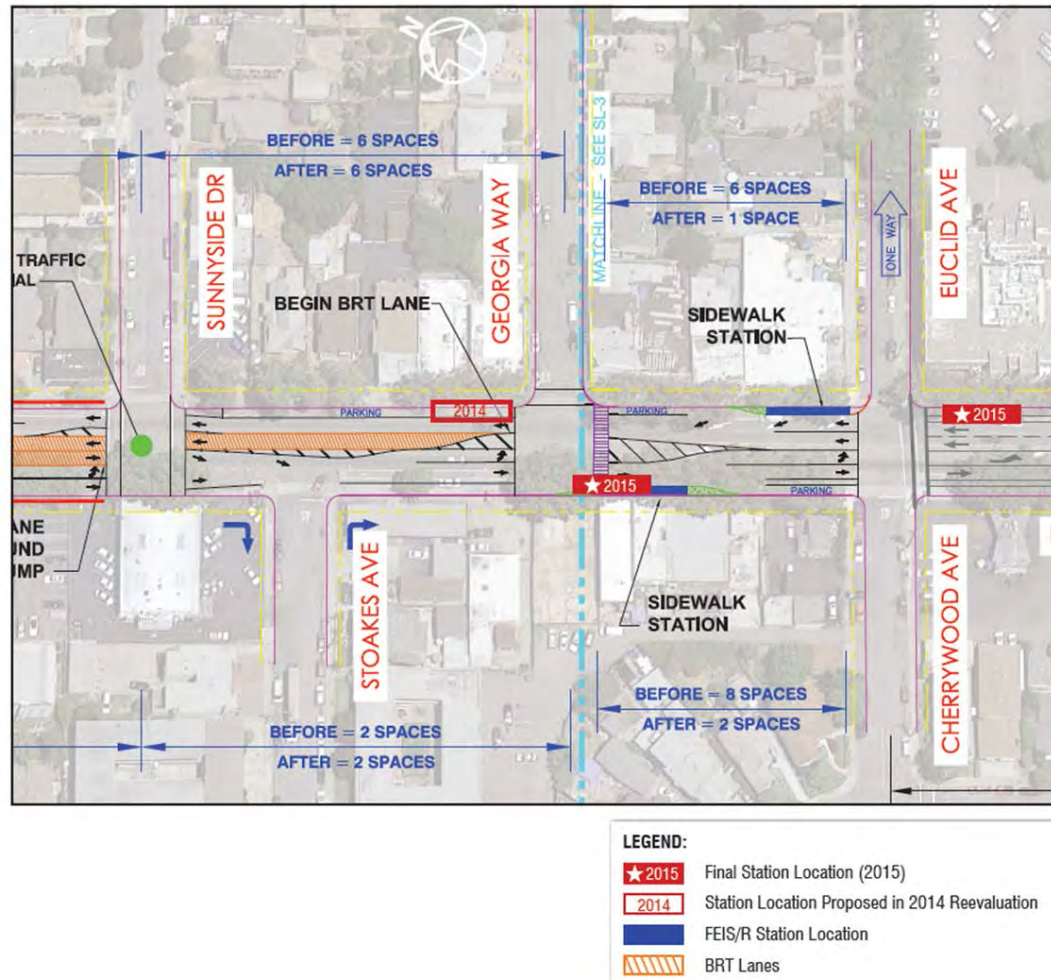 N
BEFORE = 6 SPACES
AFTER = 6 SPACES
SUNNYSIDE DR
GEORGIA WAY
MATCHLINE - SEE SL-3
BEFORE = 6 SPACES
AFTER = 1 SPACE
ONE WAY
EUCLID AVE
TRAFFIC
AL
BEGIN BRT LANE
SIDEWALK
STATION
PARKING
2014
PARKING
2015
2015
PARKING
ANE
UND
UMP
STOAKES AVE
SIDEWALK
STATION
CHERRYWOOD AVE
BEFORE = 2 SPACES
AFTER = 2 SPACES
BEFORE = 8 SPACES
AFTER = 2 SPACES
LEGEND:
2015 Final Station Location (2015)
2014 Station Location Proposed in 2014 Reevaluation
FEIS/R Station Location
BRT Lanes